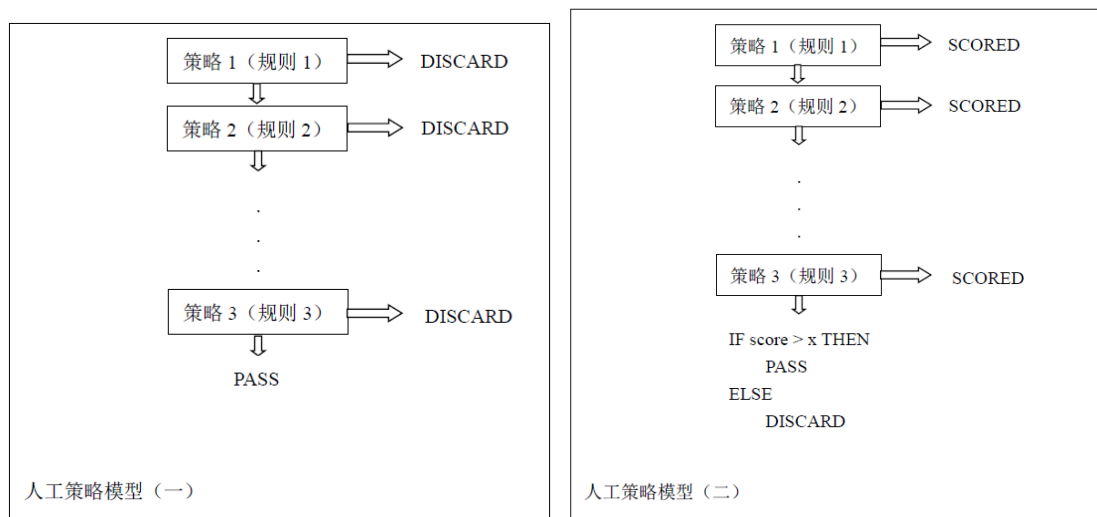 策略 1（规则 1）
DISCARD
策略 2（规则 2）
DISCARD
.
.
.
策略 3（规则 3）
DISCARD
PASS
人工策略模型（一）
策略 1（规则 1）
SCORED
策略 2（规则 2）
SCORED
.
.
.
策略 3（规则 3）
SCORED
IF score > x THEN
PASS
ELSE
DISCARD
人工策略模型（二）